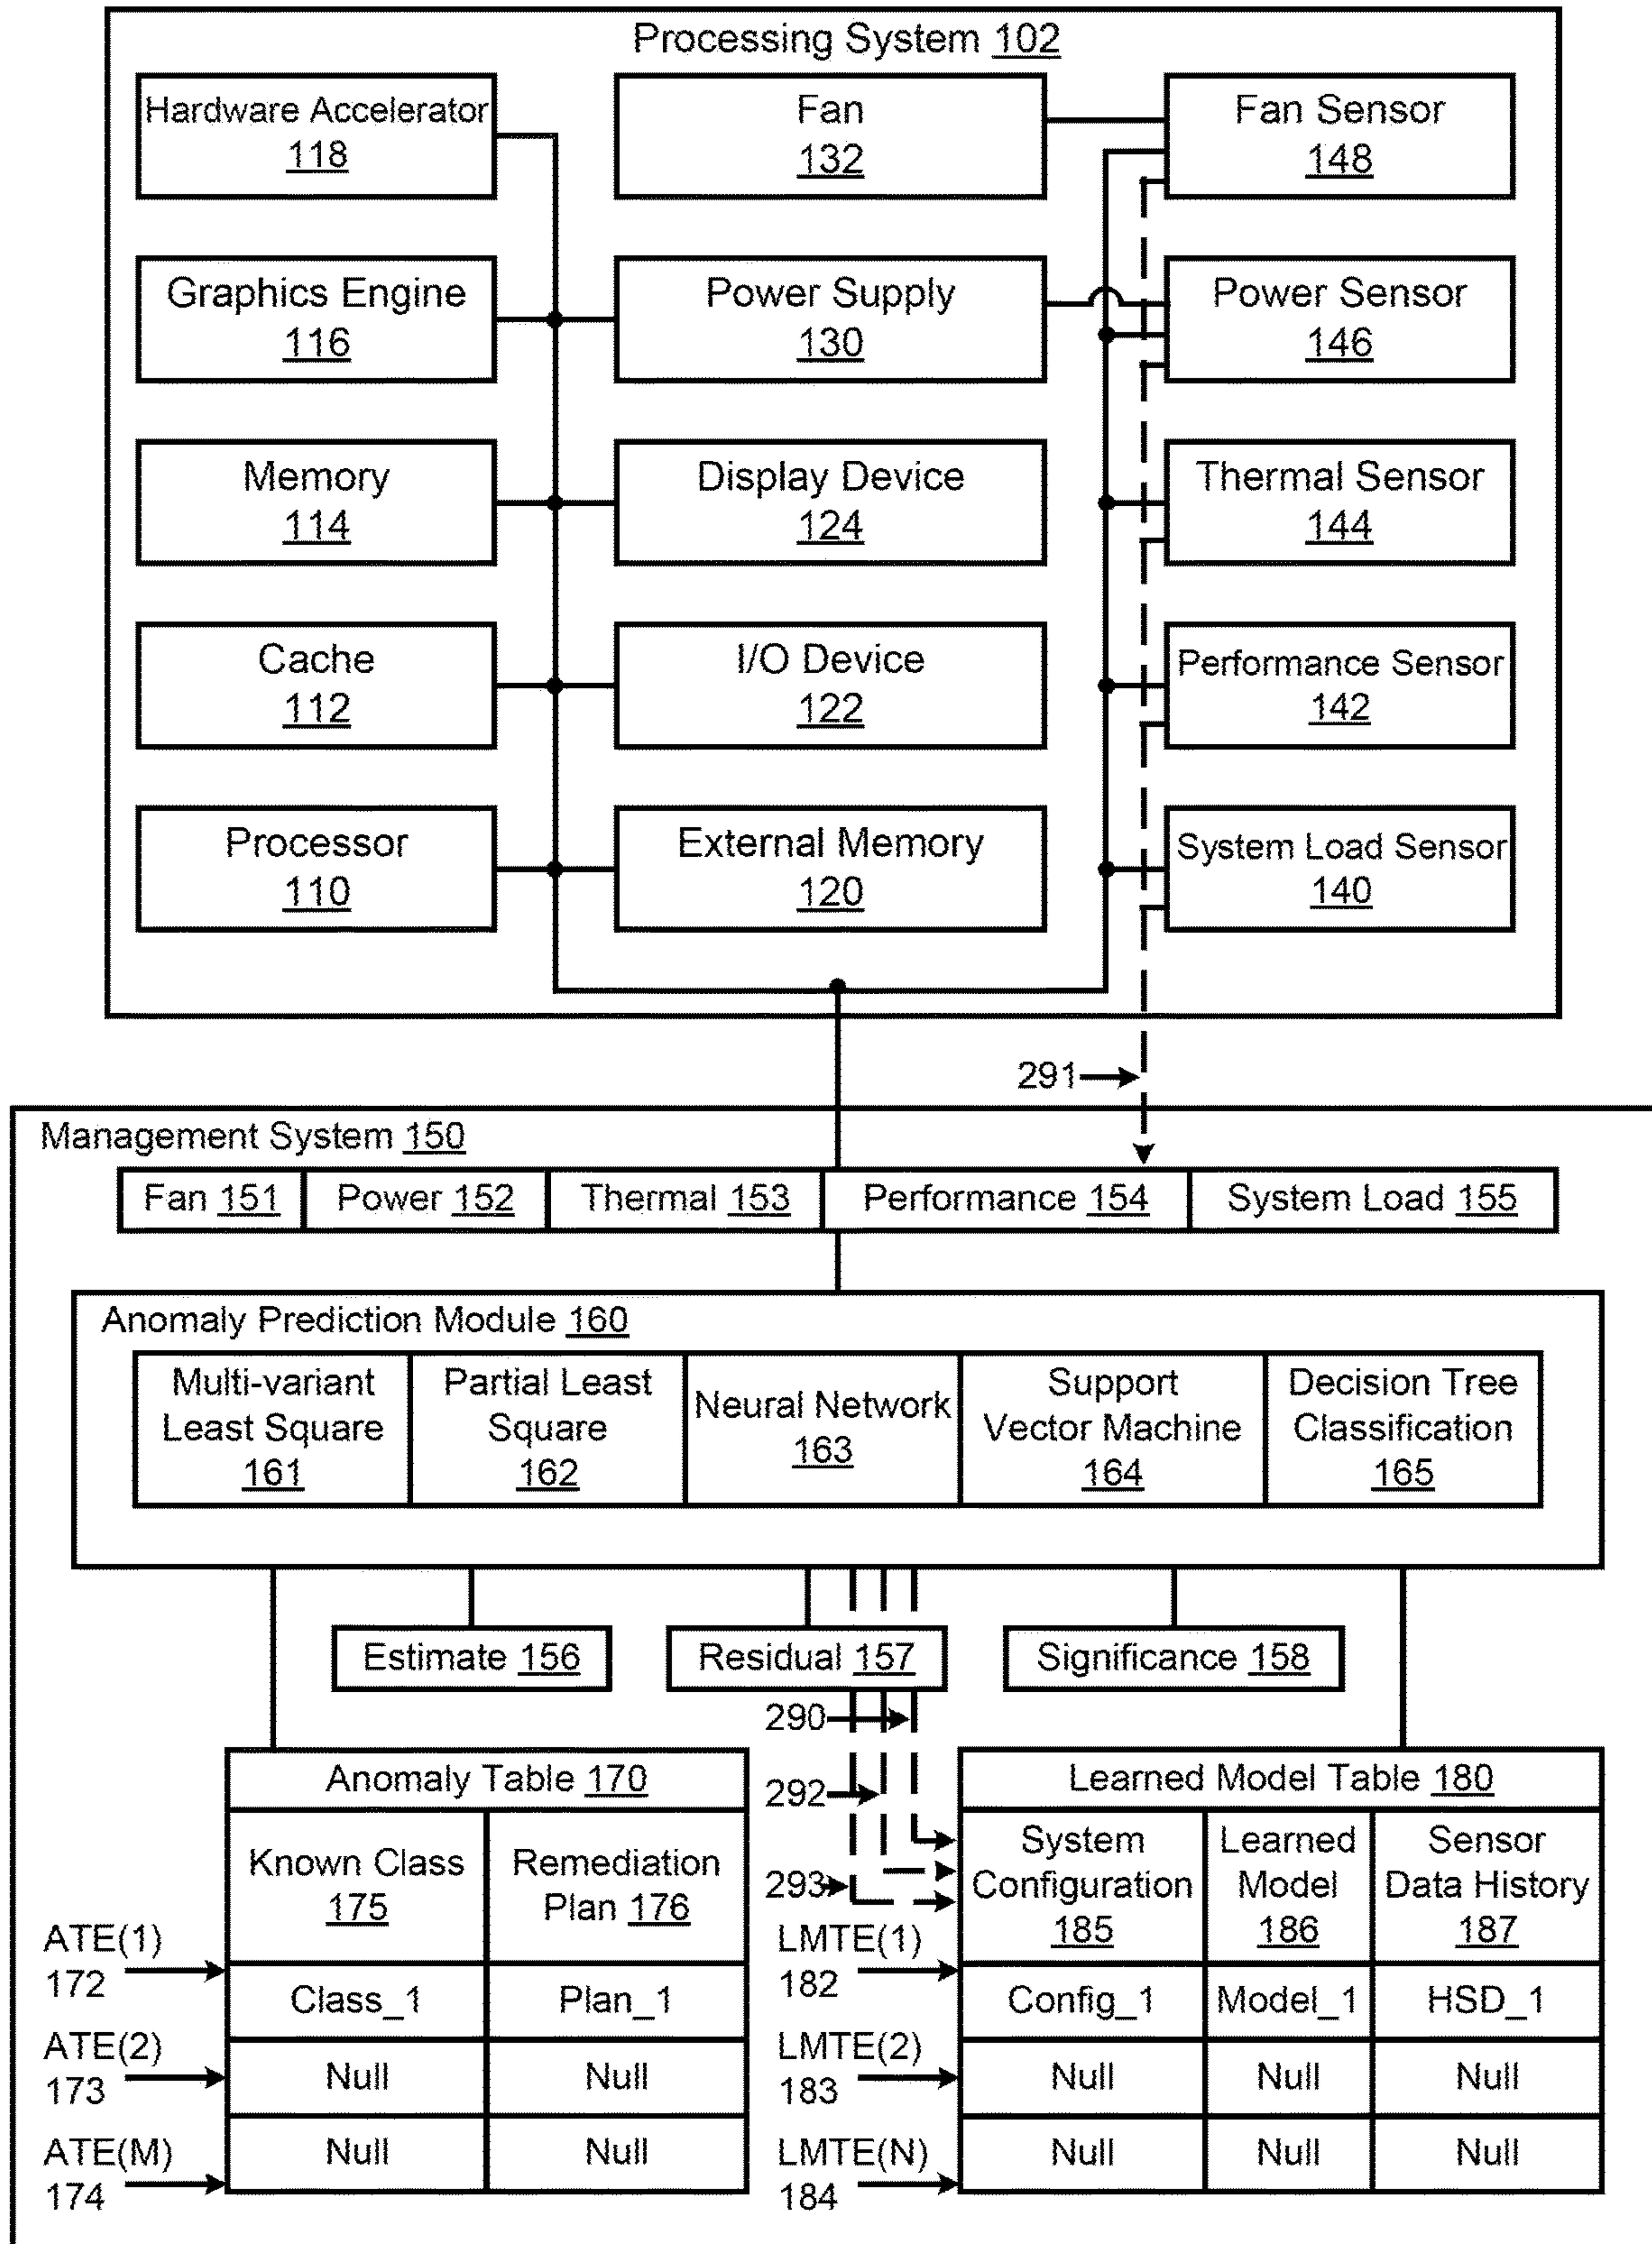 Processing System 102
Hardware Accelerator
118
Fan
132
Fan Sensor
148
Graphics Engine
116
Power Supply
130
Power Sensor
146
Memory
114
Display Device
124
Thermal Sensor
144
Cache
112
I/O Device
122
Performance Sensor
142
Processor
110
External Memory
120
System Load Sensor
140
291
Management System 150
Fan 151
Power 152
Thermal 153
Performance 154
System Load 155
Anomaly Prediction Module 160
Multi-variant
Least Square
161
Partial Least
Square
162
Neural Network
163
Support
Vector Machine
164
Decision Tree
Classification
165
Estimate 156
Residual 157
Significance 158
290
292
293
Anomaly Table 170
Known Class
175
Remediation
Plan 176
ATE(1)
172
Class_1
Plan_1
ATE(2)
173
Null
Null
ATE(M)
174
Null
Null
Learned Model Table 180
System
Configuration
185
Learned
Model
186
Sensor
Data History
187
LMTE(1)
182
Config_1
Model_1
HSD_1
LMTE(2)
183
Null
Null
Null
LMTE(N)
184
Null
Null
Null